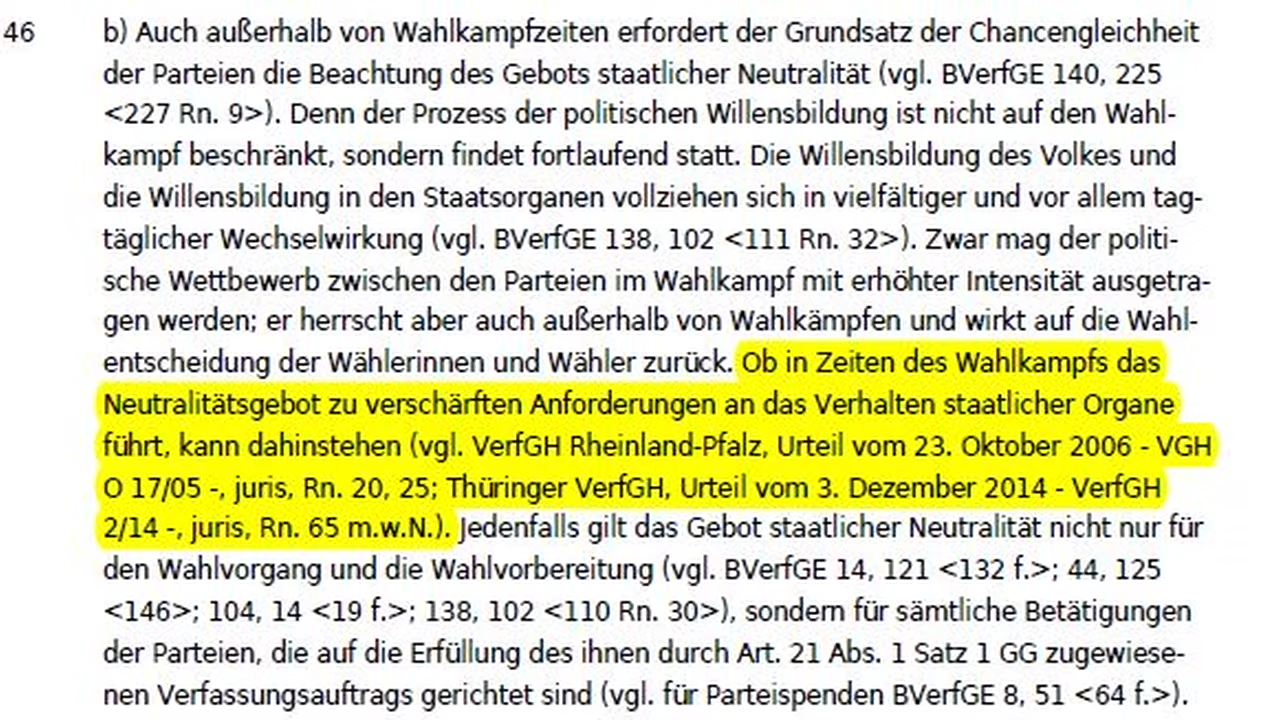 46 b) Auch außerhalb von Wahlkampfzeiten erfordert der Grundsatz der Chancengleichheit
der Parteien die Beachtung des Gebots staatlicher Neutralität (vgl. BVerfGE 140, 225
<227 Rn. 9>). Denn der Prozess der politischen Willensbildung ist nicht auf den Wahl-
kampf beschränkt, sondern findet fortlaufend statt. Die Willensbildung des Volkes und
die Willensbildung in den Staatsorganen vollziehen sich in vielfältiger und vor allem tag-
täglicher Wechselwirkung (vgl. BVerfGE 138, 102 <111 Rn. 32>). Zwar mag der politi-
sche Wettbewerb zwischen den Parteien im Wahlkampf mit erhöhter Intensität ausgetra-
gen werden; er herrscht aber auch außerhalb von Wahlkämpfen und wirkt auf die Wahl-
entscheidung der Wählerinnen und Wähler zurück. Ob in Zeiten des Wahlkampfs das
Neutralitätsgebot zu verschärften Anforderungen an das Verhalten staatlicher Organe
führt, kann dahinstehen (vgl. VerfGH Rheinland-Pfalz, Urteil vom 23. Oktober 2006 - VGH
O 17/05 -, juris, Rn. 20, 25; Thüringer VerfGH, Urteil vom 3. Dezember 2014 - VerfGH
2/14 -, juris, Rn. 65 m.w.N.). Jedenfalls gilt das Gebot staatlicher Neutralität nicht nur für
den Wahlvorgang und die Wahlvorbereitung (vgl. BVerfGE 14, 121 <132 f.>; 44, 125
<146>; 104, 14 <19 f.>; 138, 102 <110 Rn. 30>), sondern für sämtliche Betätigungen
der Parteien, die auf die Erfüllung des ihnen durch Art. 21 Abs. 1 Satz 1 GG zugewiese-
nen Verfassungsauftrags gerichtet sind (vgl. für Parteispenden BVerfGE 8, 51 <64 f.>).